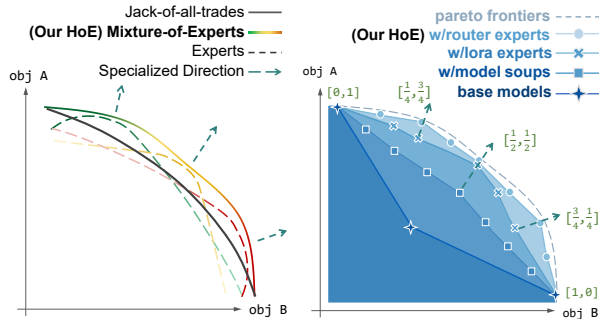 Jack-of-all-trades
(Our HoE) Mixture-of-Experts
Experts
Specialized Direction
obj A
obj B
pareto frontiers
(Our HoE) w/router experts
w/lora experts
w/model soups
base models
obj A
[0,1]
[1/4,3/4]
[1/2,1/2]
[3/4,1/4]
[1,0]
obj B